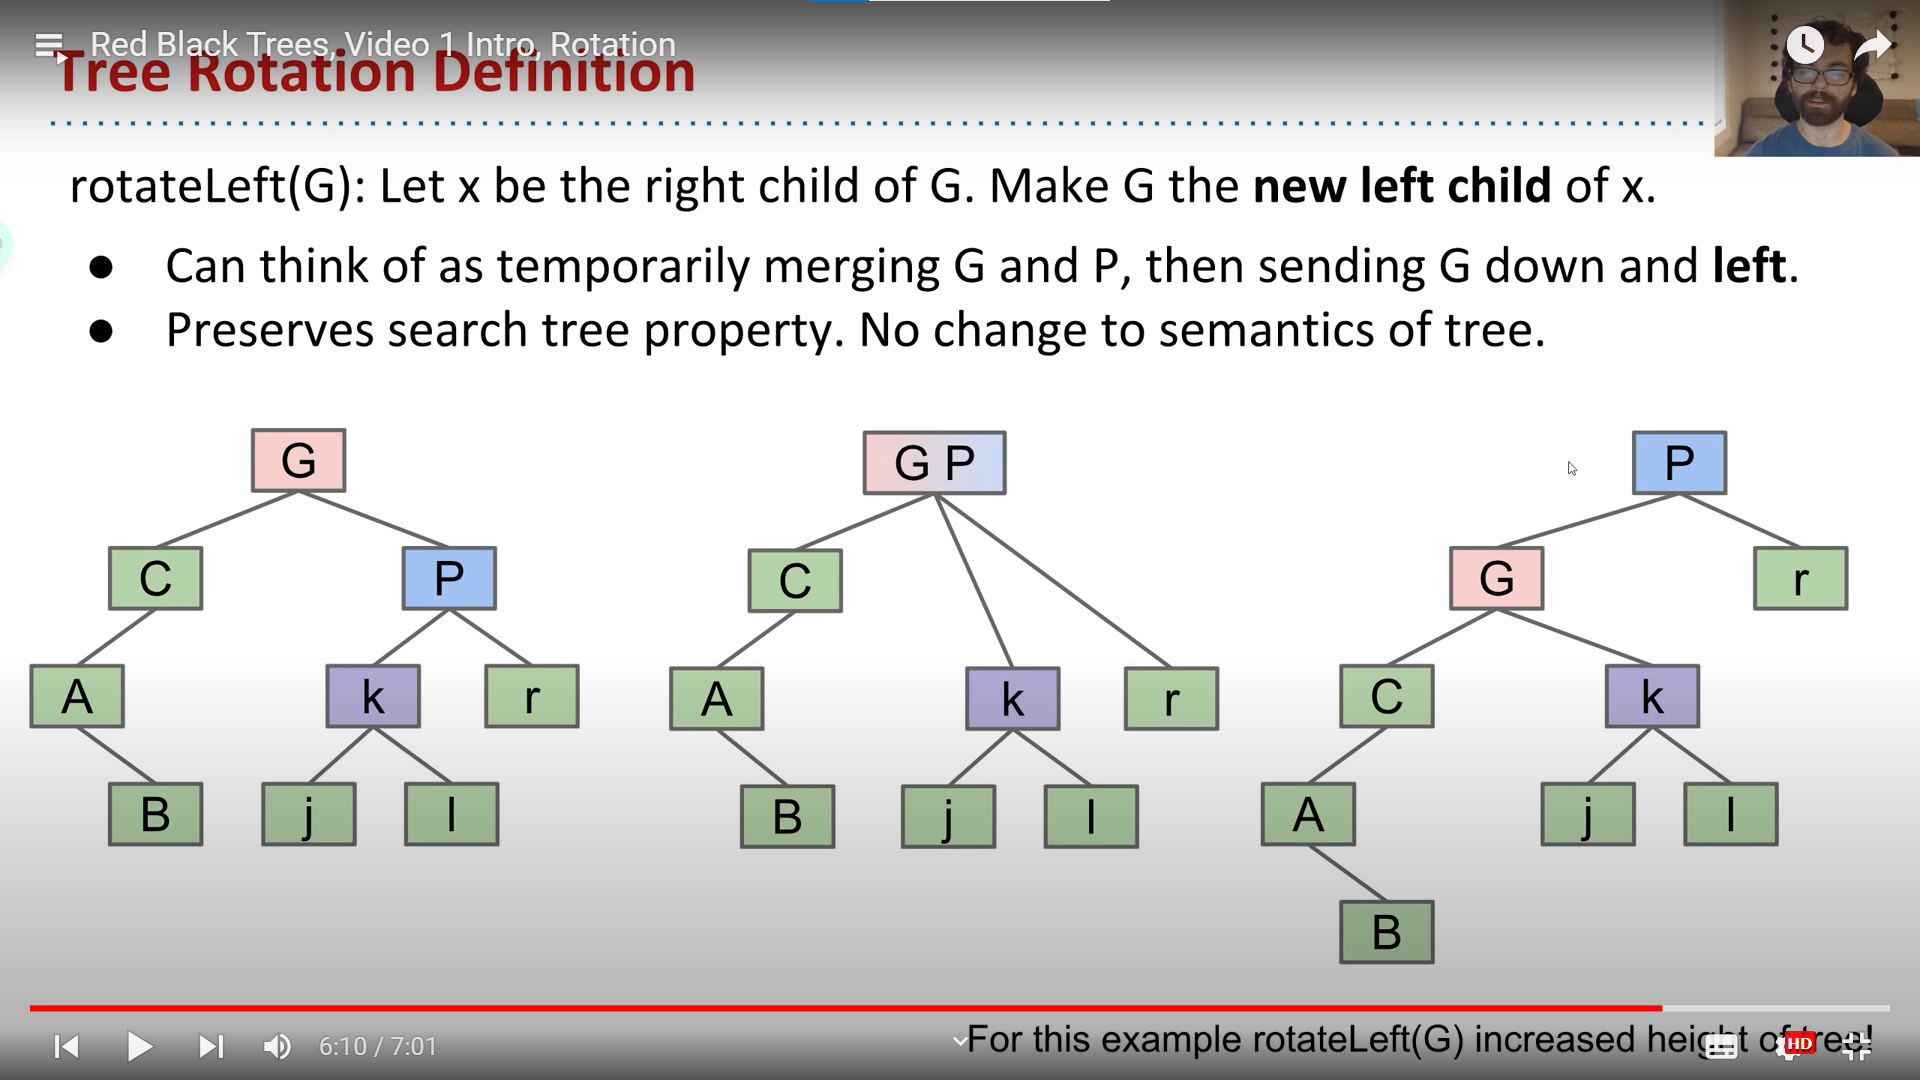 Red Black Trees, Video 1 Intro, Rotation
Tree Rotation Definition
rotateLeft(G): Let x be the right child of G. Make G the new left child of x.
● Can think of as temporarily merging G and P, then sending G down and left.
● Preserves search tree property. No change to semantics of tree.
G
C P
A k r
B j l
G P
C
A k r
B j l
P
G r
C k
A j l
B
6:10 / 7:01
For this example rotateLeft(G) increased height of tree!
HD